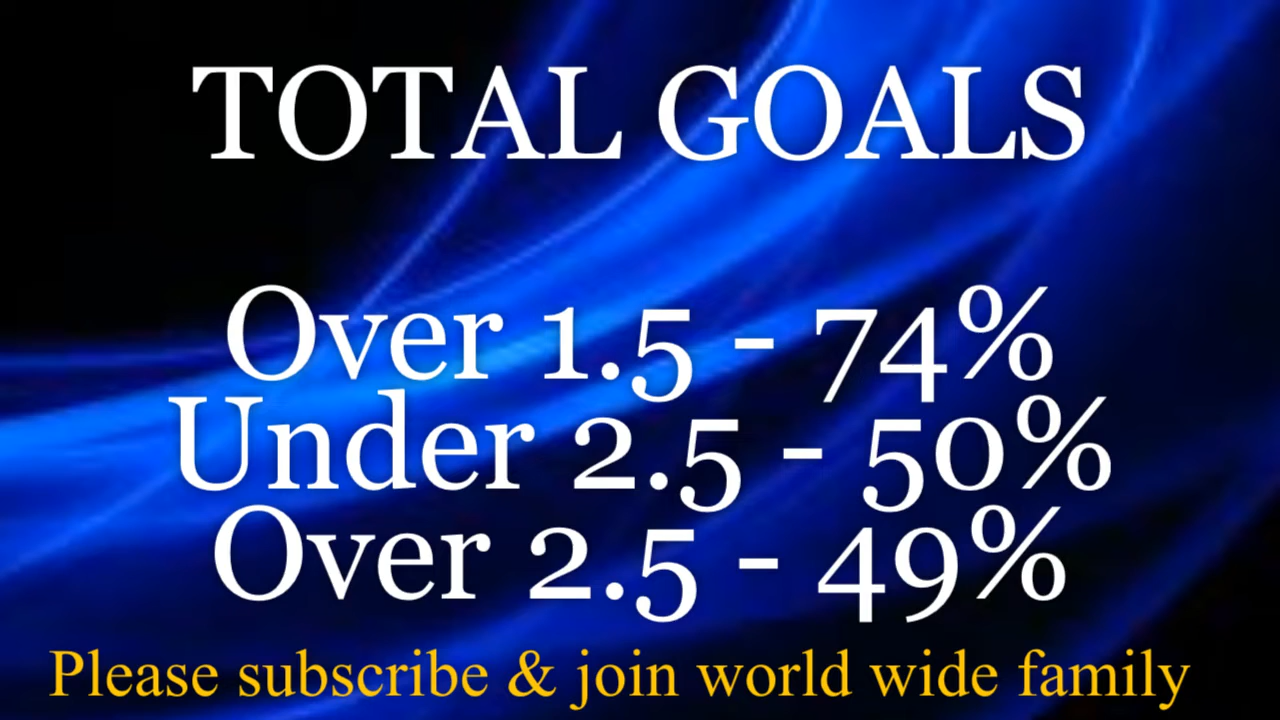 TOTAL GOALS
Over 1.5 - 74%
Under 2.5 - 50%
Over 2.5 - 49%
Please subscribe & join world wide family